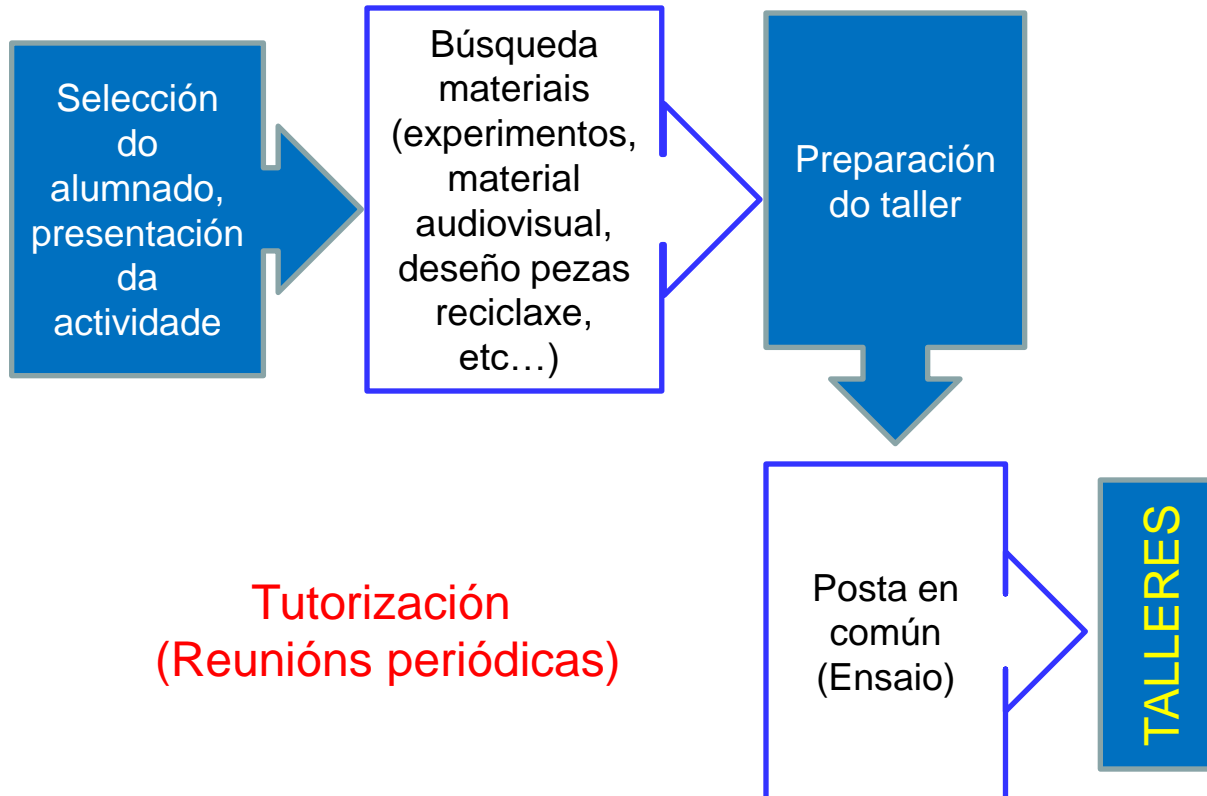 Selección
do
alumnado,
presentación
da
actividade
Búsqueda
materiais
(experimentos,
material
audiovisual,
deseño pezas
reciclaxe,
etc…)
Preparación
do taller
Tutorización
(Reunións periódicas)
Posta en
común
(Ensaio)
TALLERES